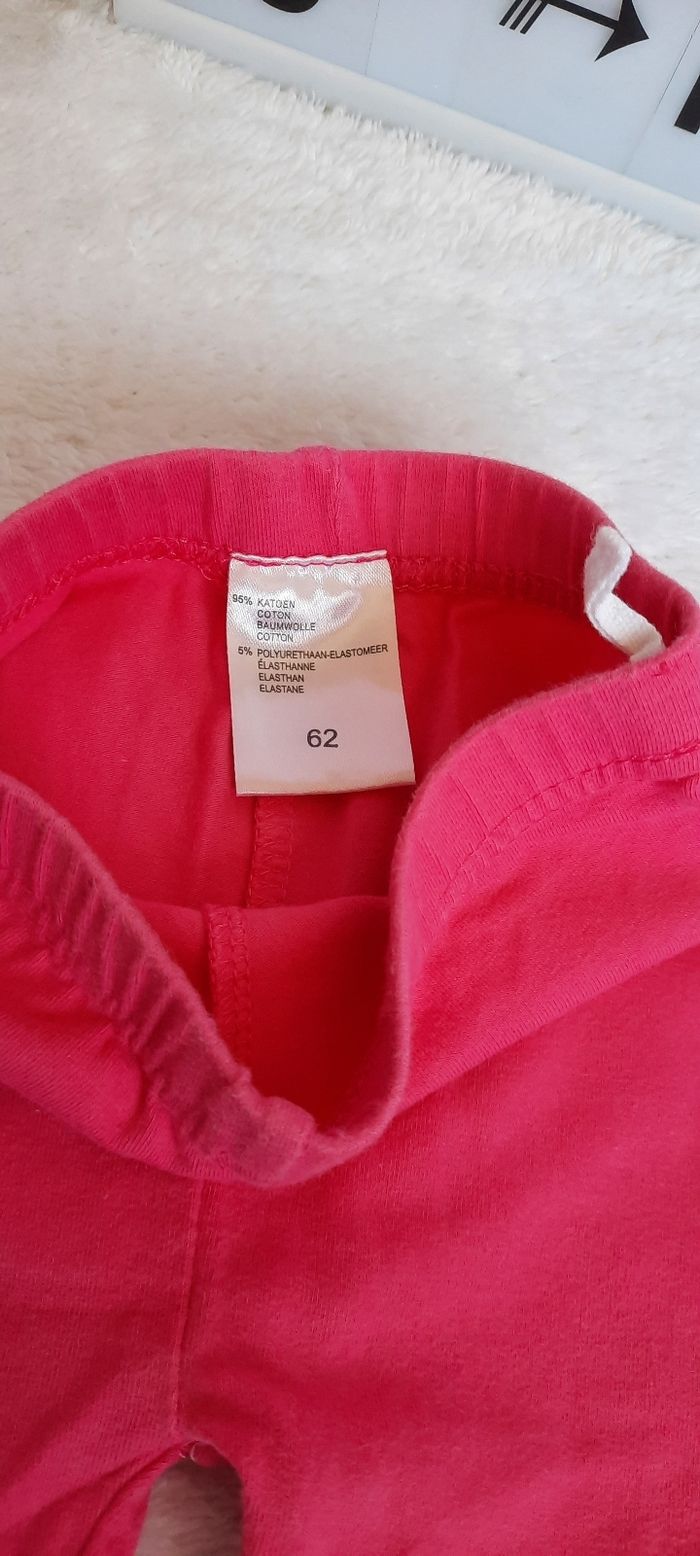 95% KATOEN
COTON
BAUMWOLLE
COTTON
5% POLYURETHAAN-ELASTOMEER
ÉLASTHANNE
ELASTHAN
ELASTANE
62